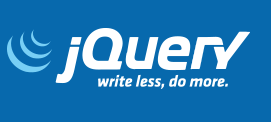 jQuery
write less, do more.